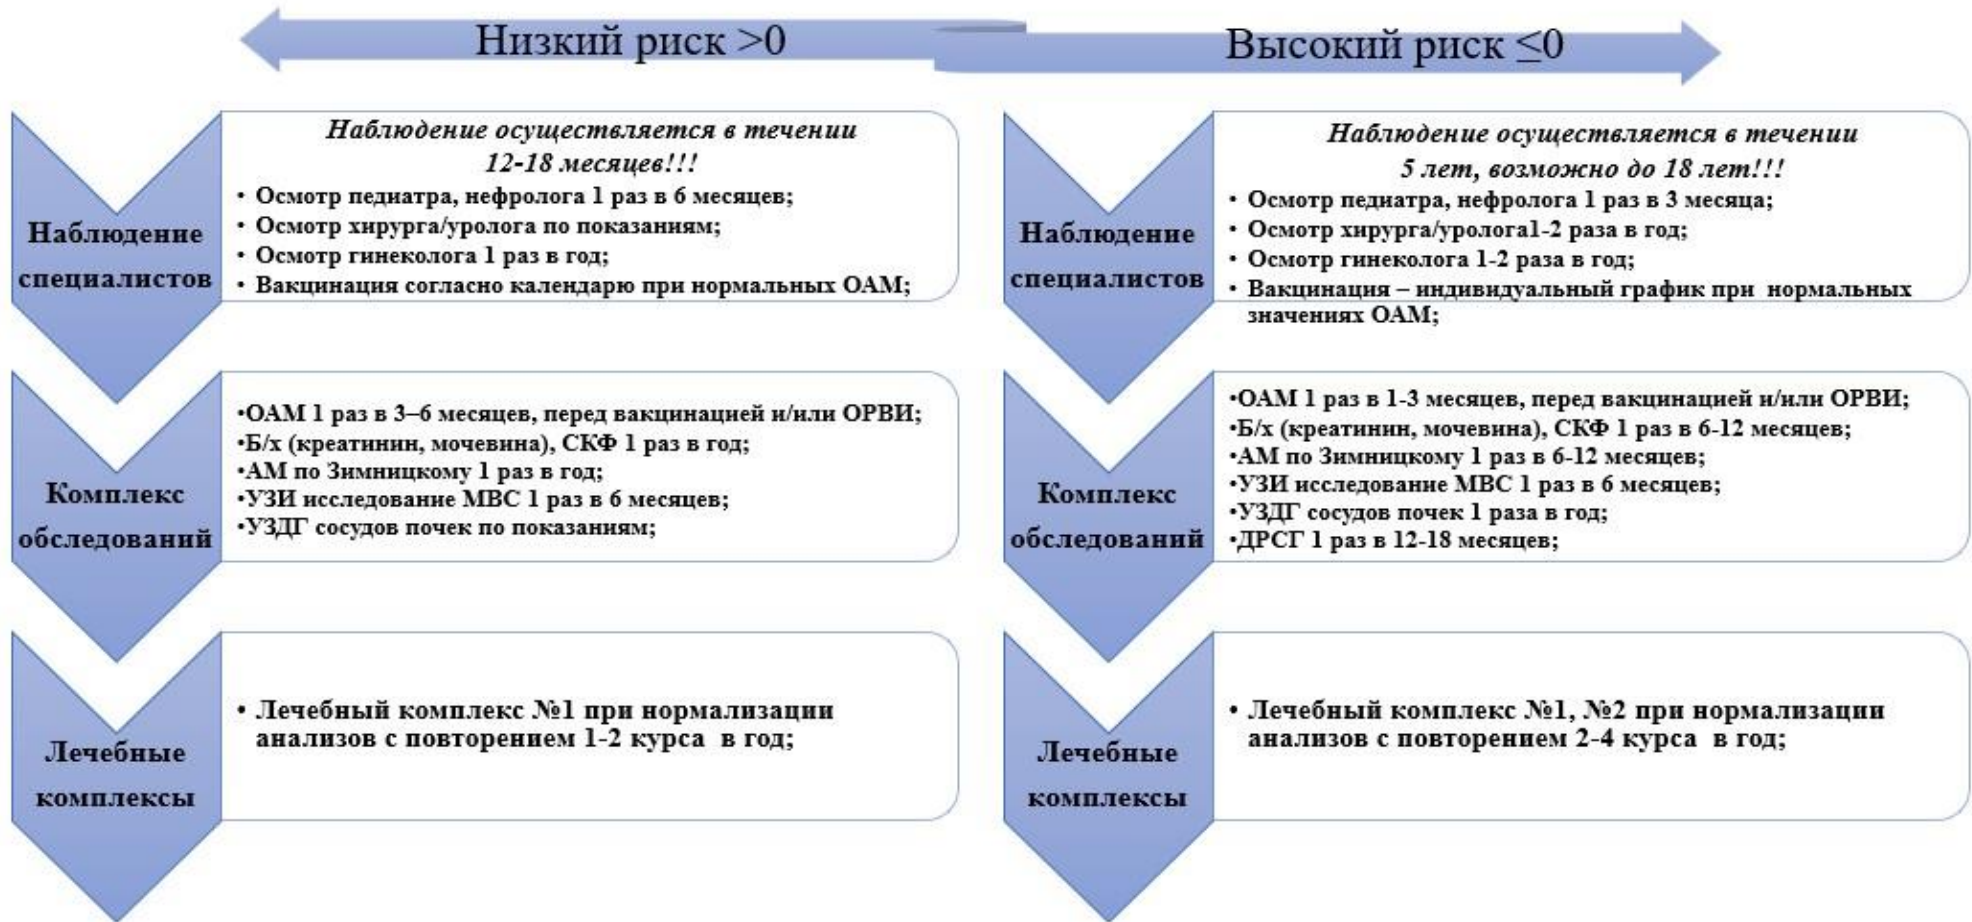 Низкий риск >0
Высокий риск ≤0
Наблюдение
специалистов
Наблюдение осуществляется в течении
12-18 месяцев!!!
• Осмотр педиатра, нефролога 1 раз в 6 месяцев;
• Осмотр хирурга/уролога по показаниям;
• Осмотр гинеколога 1 раз в год;
• Вакцинация согласно календарю при нормальных ОАМ;
Комплекс
обследований
•ОАМ 1 раз в 3–6 месяцев, перед вакцинацией и/или ОРВИ;
•Б/х (креатинин, мочевина), СКФ 1 раз в год;
•АМ по Зимницкому 1 раз в год;
•УЗИ исследование МВС 1 раз в 6 месяцев;
•УЗДГ сосудов почек по показаниям;
Лечебные
комплексы
• Лечебный комплекс №1 при нормализации
анализов с повторением 1-2 курса в год;
Наблюдение
специалистов
Наблюдение осуществляется в течении
5 лет, возможно до 18 лет!!!
• Осмотр педиатра, нефролога 1 раз в 3 месяца;
• Осмотр хирурга/уролога1-2 раза в год;
• Осмотр гинеколога 1-2 раза в год;
• Вакцинация – индивидуальный график при нормальных
значениях ОАМ;
Комплекс
обследований
•ОАМ 1 раз в 1-3 месяцев, перед вакцинацией и/или ОРВИ;
•Б/х (креатинин, мочевина), СКФ 1 раз в 6-12 месяцев;
•АМ по Зимницкому 1 раз в 6-12 месяцев;
•УЗИ исследование МВС 1 раз в 6 месяцев;
•УЗДГ сосудов почек 1 раза в год;
•ДРСГ 1 раз в 12-18 месяцев;
Лечебные
комплексы
• Лечебный комплекс №1, №2 при нормализации
анализов с повторением 2-4 курса в год;